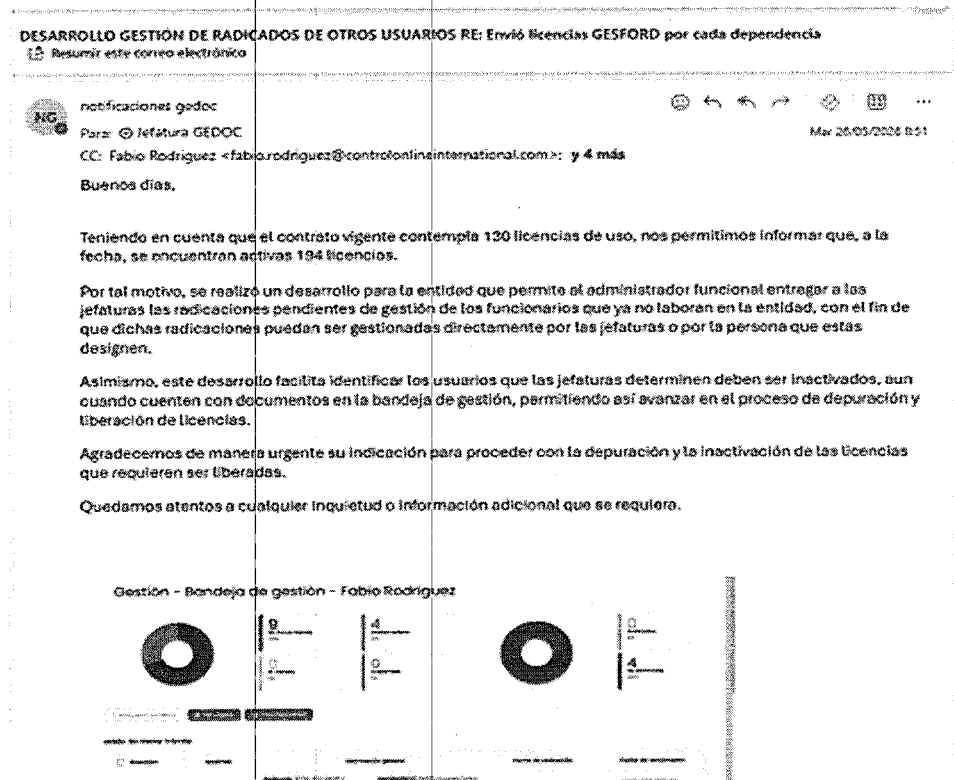 DESARROLLO GESTIÓN DE RADICADOS DE OTROS USUARIOS RE: Envió licencias GESFORD por cada dependencia
Resumir este correo electrónico
NG
notificaciones gedoc
Para: Jefatura GEDOC
Mar 26/05/2026 8:51
CC: Fabio Rodriguez <fabio.rodriguez@controlonlineinternational.com>; y 4 más
Buenos días,
Teniendo en cuenta que el contrato vigente contempla 130 licencias de uso, nos permitimos informar que, a la
fecha, se encuentran activas 194 licencias.
Por tal motivo, se realizó un desarrollo para la entidad que permite al administrador funcional entregar a las
jefaturas las radicaciones pendientes de gestión de los funcionarios que ya no laboran en la entidad, con el fin de
que dichas radicaciones puedan ser gestionadas directamente por las jefaturas o por la persona que estas
designen.
Asimismo, este desarrollo facilita identificar los usuarios que las jefaturas determinen deben ser inactivados, aun
cuando cuenten con documentos en la bandeja de gestión, permitiendo así avanzar en el proceso de depuración y
liberación de licencias.
Agradecemos de manera urgente su indicación para proceder con la depuración y la inactivación de las licencias
que requieren ser liberadas.
Quedamos atentos a cualquier inquietud o información adicional que se requiera.
Gestión - Bandeja de gestión - Fabio Rodriguez
9 4 0
0 0 4